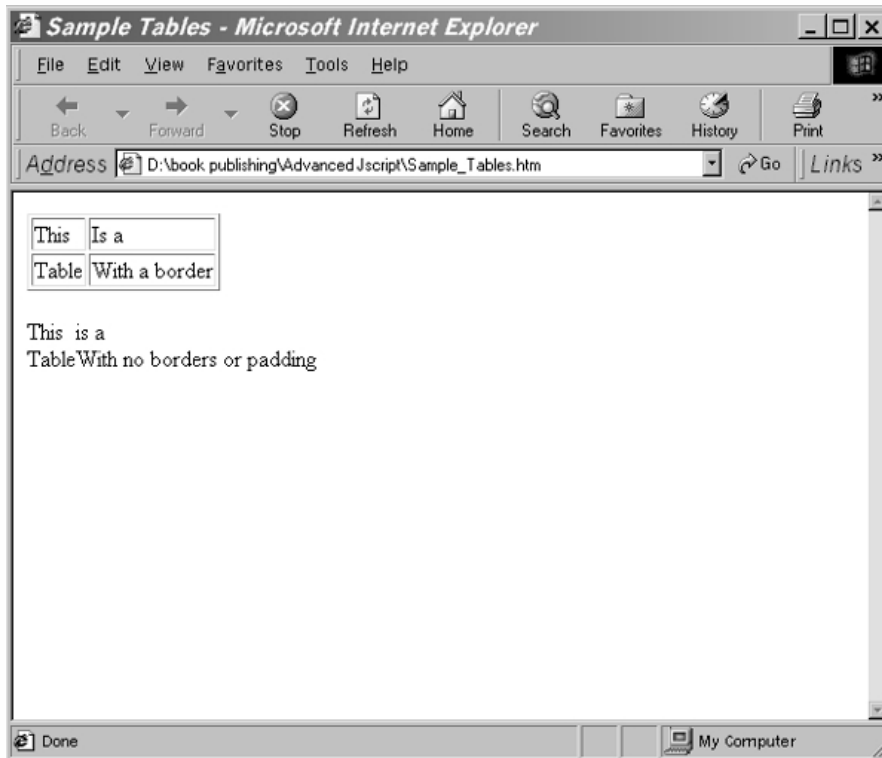 Sample Tables - Microsoft Internet Explorer
File Edit View Favorites Tools Help
Back Forward Stop Refresh Home Search Favorites History Print »
Address D:\book publishing\Advanced Jscript\Sample_Tables.htm Go Links »
This Is a
Table With a border
This is a
TableWith no borders or padding
Done My Computer